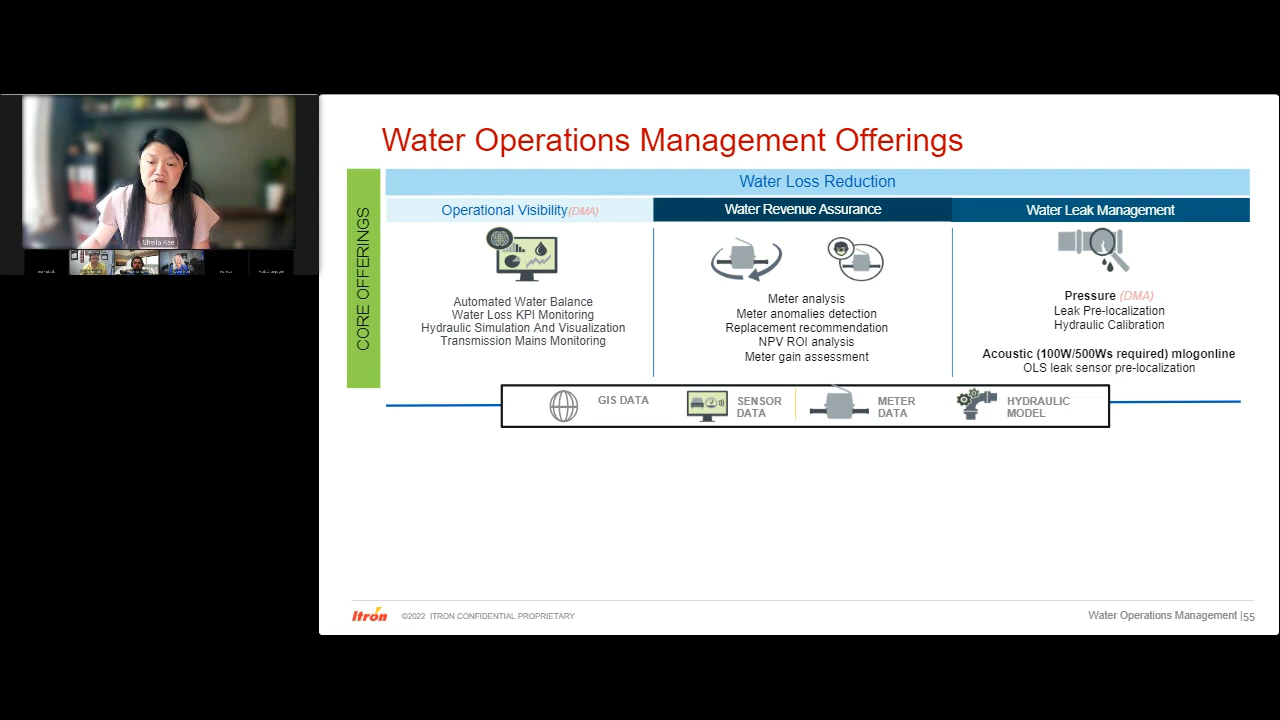 Water Operations Management Offerings
CORE OFFERINGS
Water Loss Reduction
Operational Visibility(DMA)
Automated Water Balance
Water Loss KPI Monitoring
Hydraulic Simulation And Visualization
Transmission Mains Monitoring
Water Revenue Assurance
Meter analysis
Meter anomalies detection
Replacement recommendation
NPV ROI analysis
Meter gain assessment
Water Leak Management
Pressure (DMA)
Leak Pre-localization
Hydraulic Calibration
Acoustic (100W/500Ws required) mlogonline
OLS leak sensor pre-localization
GIS DATA
SENSOR
DATA
METER
DATA
HYDRAULIC
MODEL
Itron
©2022 ITRON CONFIDENTIAL PROPRIETARY
Water Operations Management |55
Sheila Kee